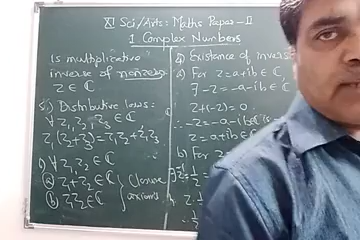 XI Sci/Arts: Maths Paper-II
1 Complex Numbers
is multiplicative
inverse of nonzero
z ∈ ℂ
5) Distributive laws:
∀ z₁, z₂, z₃ ∈ ℂ
z₁(z₂+z₃)=z₁z₂+z₁z₃
∀ z₁, z₂ ∈ ℂ
ⓐ z₁+z₂ ∈ ℂ
ⓑ z₁z₂ ∈ ℂ
closure
axioms
4) Existence of inverse
a) For z=a+ib∈ℂ,
∃ -z=-a-ib∈ℂ
z+(-z)=0
∴ -z=-a-ib
z=a+ib∈ℂ
b) For